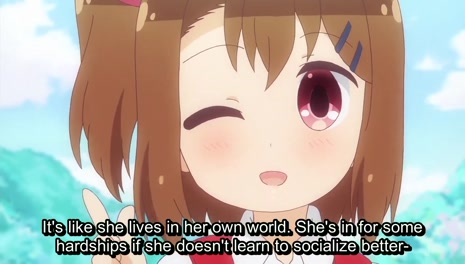 It's like she lives in her own world. She's in for some
hardships if she doesn't learn to socialize better-